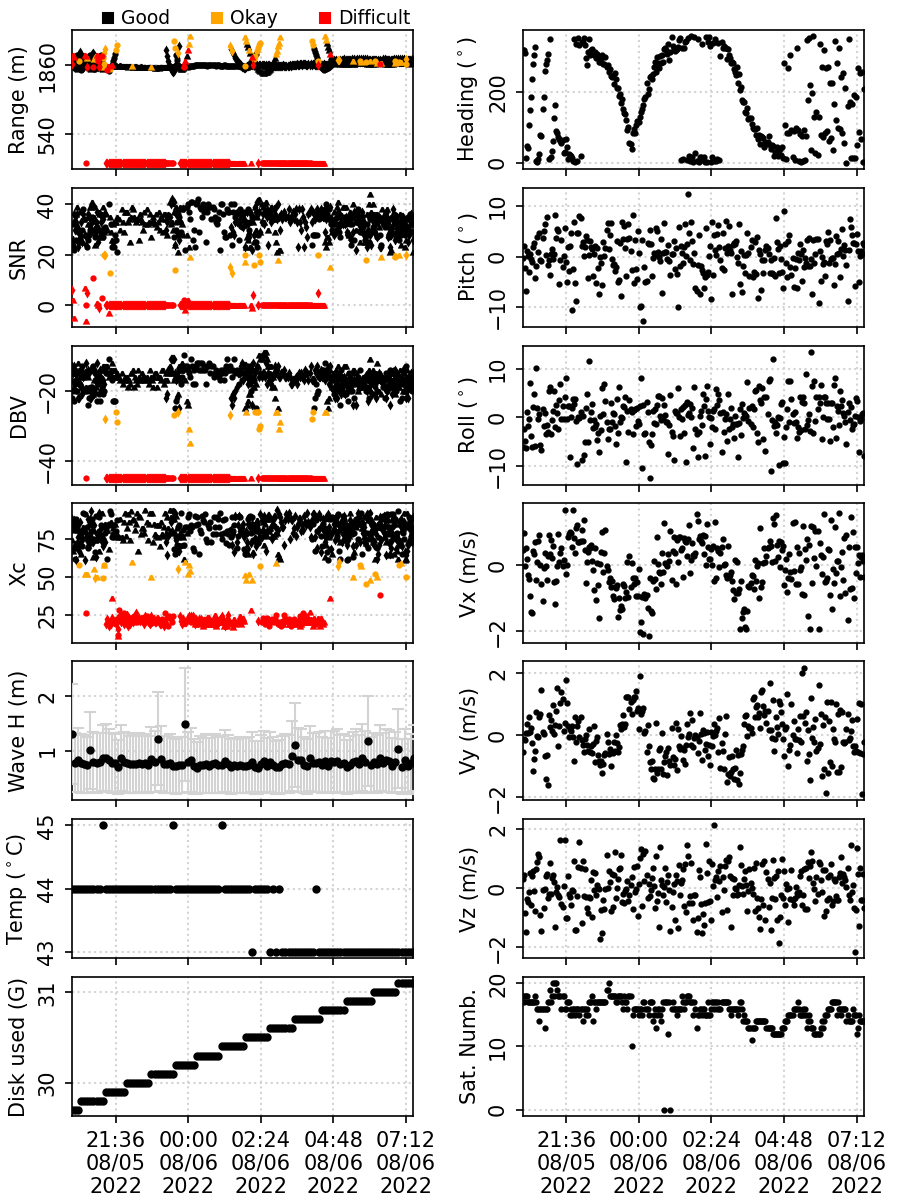 Good Okay Difficult
Range (m)
1860
540
Heading (°)
200
0
SNR
40
20
0
Pitch (°)
10
0
−10
DBV
−20
−40
Roll (°)
10
0
−10
Xc
75
50
25
Vx (m/s)
0
−2
Wave H (m)
2
1
Vy (m/s)
2
0
−2
Temp (°C)
45
44
43
Vz (m/s)
2
0
−2
Disk used (G)
31
30
Sat. Numb.
20
10
0
21:36 00:00 02:24 04:48 07:12
08/05 08/06 08/06 08/06 08/06
2022 2022 2022 2022 2022
21:36 00:00 02:24 04:48 07:12
08/05 08/06 08/06 08/06 08/06
2022 2022 2022 2022 2022